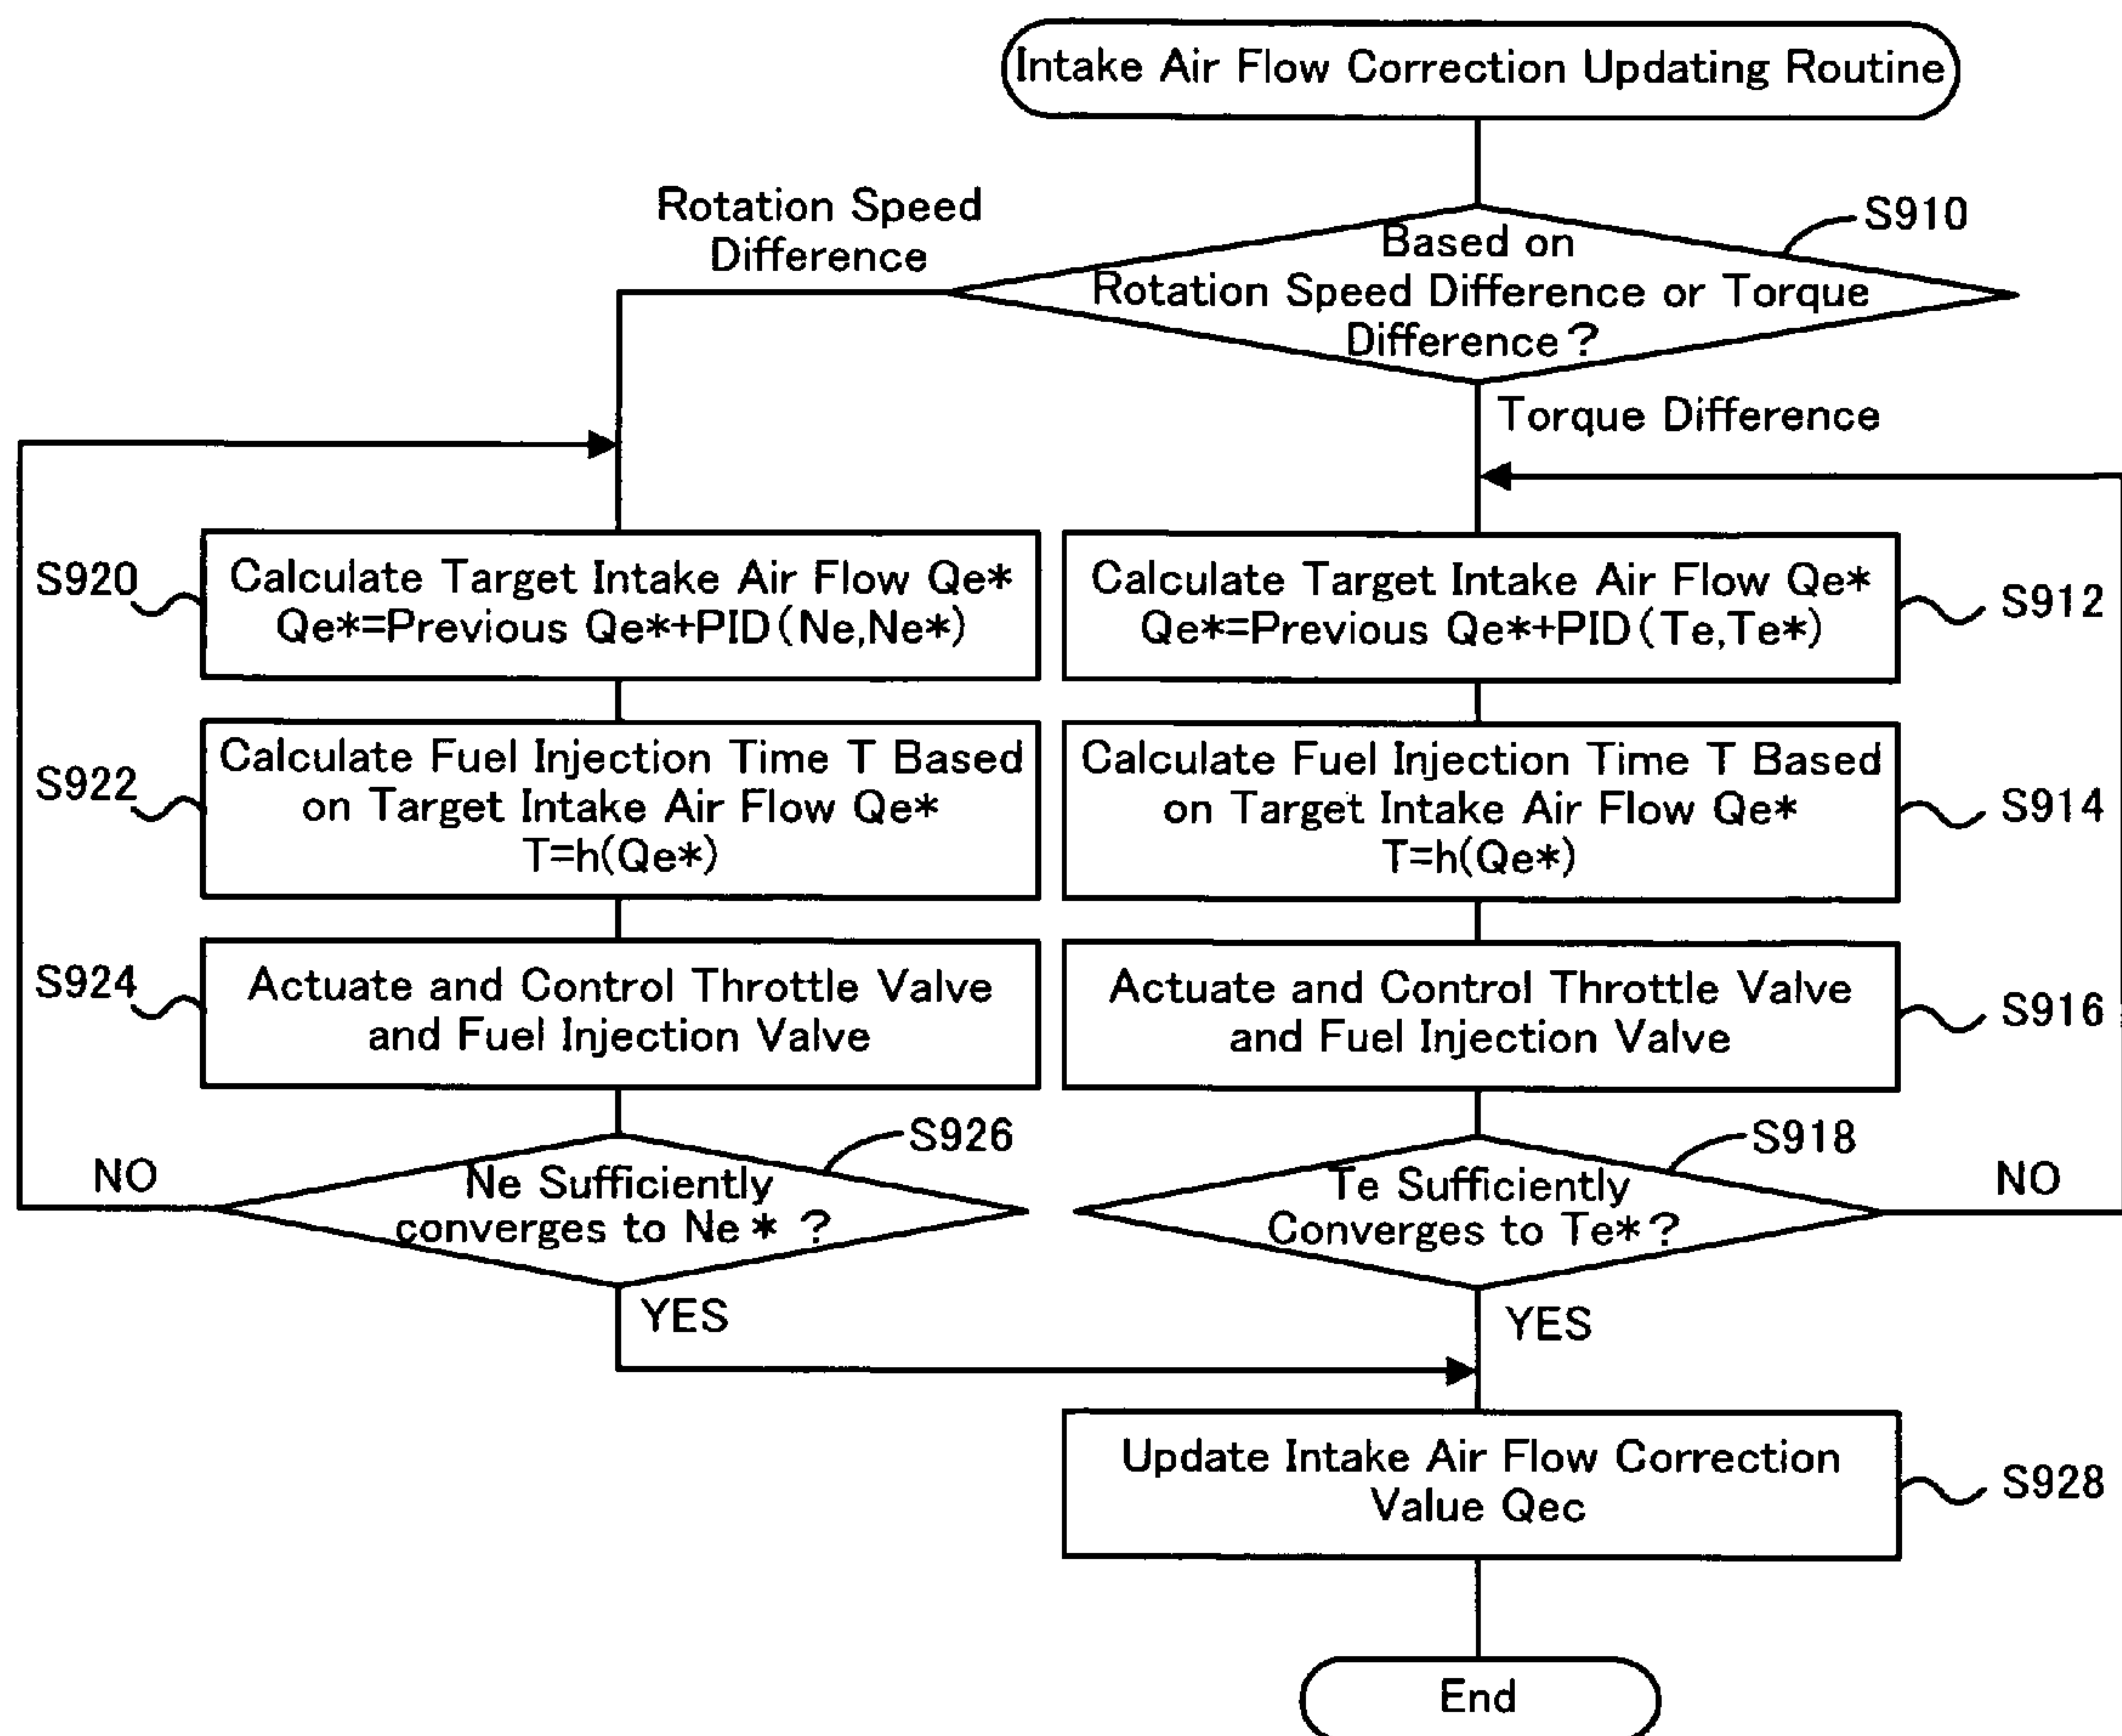 Intake Air Flow Correction Updating Routine
S910
Based on
Rotation Speed Difference or Torque
Difference?
Rotation Speed
Difference
Torque Difference
S920
Calculate Target Intake Air Flow Qe*
Qe*=Previous Qe*+PID(Ne,Ne*)
Calculate Target Intake Air Flow Qe*
Qe*=Previous Qe*+PID(Te,Te*)
S912
S922
Calculate Fuel Injection Time T Based
on Target Intake Air Flow Qe*
T=h(Qe*)
Calculate Fuel Injection Time T Based
on Target Intake Air Flow Qe*
T=h(Qe*)
S914
S924
Actuate and Control Throttle Valve
and Fuel Injection Valve
Actuate and Control Throttle Valve
and Fuel Injection Valve
S916
S926
NO
Ne Sufficiently
converges to Ne* ?
YES
S918
Te Sufficiently
Converges to Te*?
NO
YES
Update Intake Air Flow Correction
Value Qec
S928
End